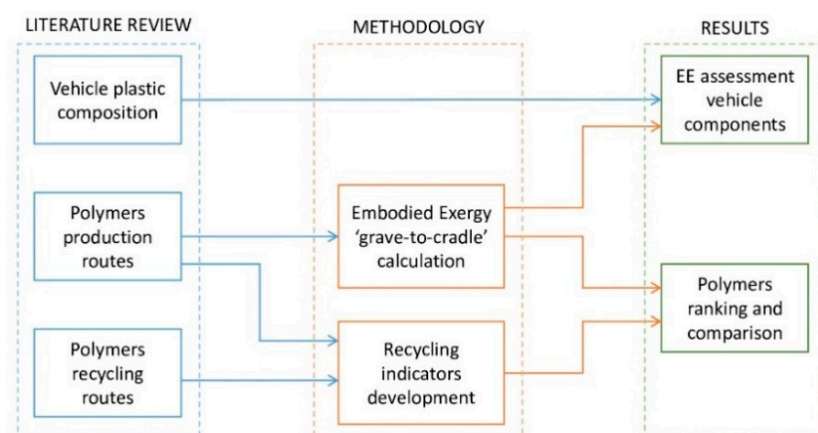 LITERATURE REVIEW
METHODOLOGY
RESULTS
Vehicle plastic
composition
EE assessment
vehicle
components
Polymers
production
routes
Embodied Exergy
‘grave-to-cradle’
calculation
Polymers
ranking and
comparison
Polymers
recycling
routes
Recycling
indicators
development